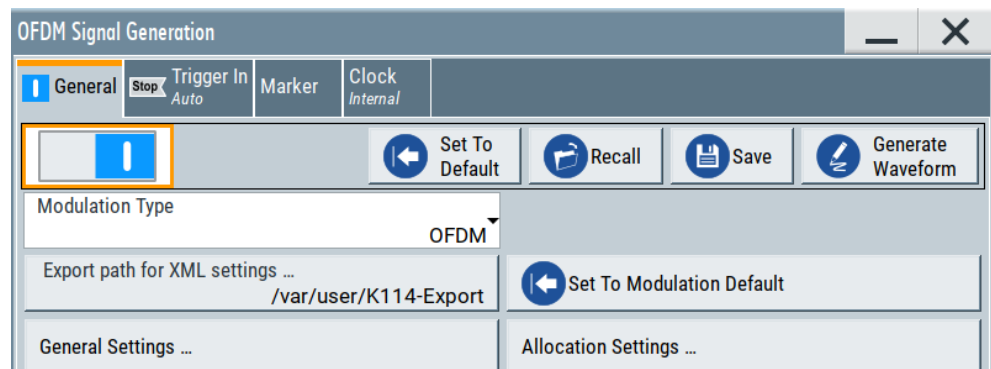 OFDM Signal Generation
General
Stop
Trigger In
Auto
Marker
Clock
Internal
Set To
Default
Recall
Save
Generate
Waveform
Modulation Type
OFDM
Export path for XML settings ...
/var/user/K114-Export
Set To Modulation Default
General Settings ...
Allocation Settings ...